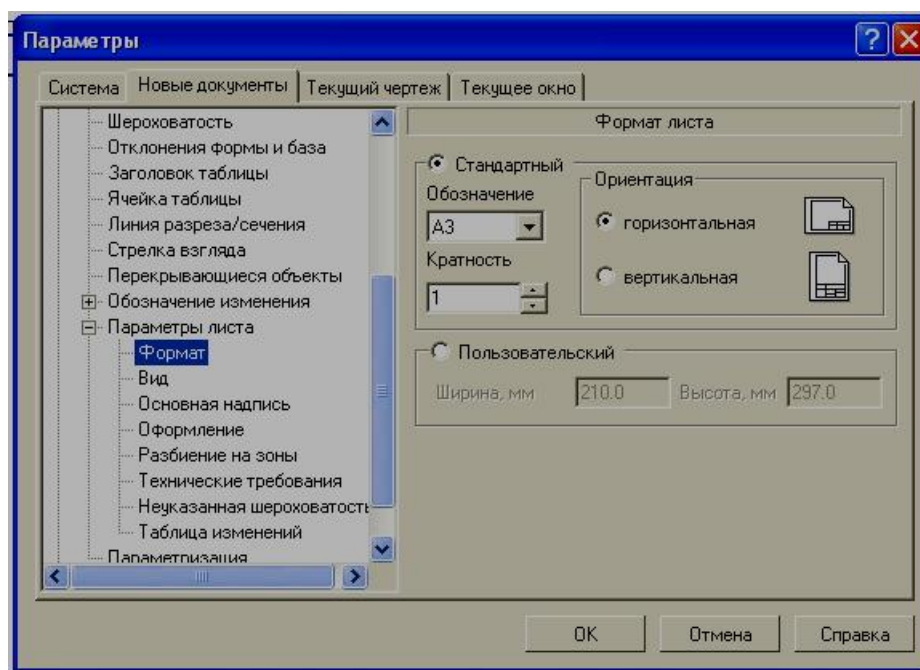 Параметры
Система
Новые документы
Текущий чертеж
Текущее окно
Шероховатость
Отклонения формы и база
Заголовок таблицы
Ячейка таблицы
Линия разреза/сечения
Стрелка взгляда
Перекрывающиеся объекты
Обозначение изменения
Параметры листа
Формат
Вид
Основная надпись
Оформление
Разбиение на зоны
Технические требования
Неуказанная шероховатость
Таблица изменений
Параметризация
Формат листа
Стандартный
Обозначение
А3
Кратность
1
Ориентация
горизонтальная
вертикальная
Пользовательский
Ширина, мм 210.0 Высота, мм 297.0
OK Отмена Справка